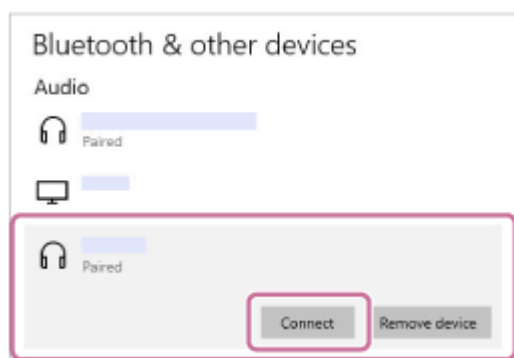 Bluetooth & other devices
Audio
Paired
Paired
Connect Remove device